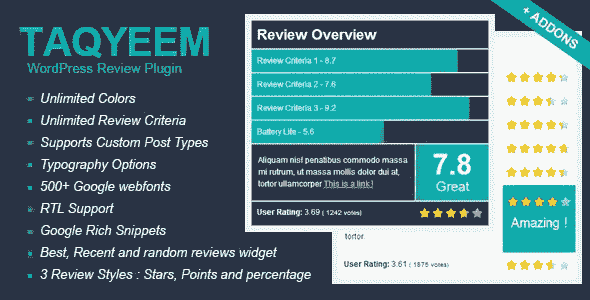 TAQYEEM
WordPress Review Plugin
Unlimited Colors
Unlimited Review Criteria
Supports Custom Post Types
Typography Options
500+ Google webfonts
RTL Support
Google Rich Snippets
Best, Recent and random reviews widget
3 Review Styles : Stars, Points and percentage
+ ADDONS
Review Overview
Review Criteria 1 - 8.7
Review Criteria 2 - 7.6
Review Criteria 3 - 9.2
Battery Life - 5.6
Aliquam nisl penatibus commodo massa
mi rutrum, ut massa mollis dolor dui at,
tortor ullamcorper This is a link!
7.8
Great
User Rating: 3.69 ( 1242 votes)
Amazing !
tortor
User Rating: 3.61 ( 1875 votes)